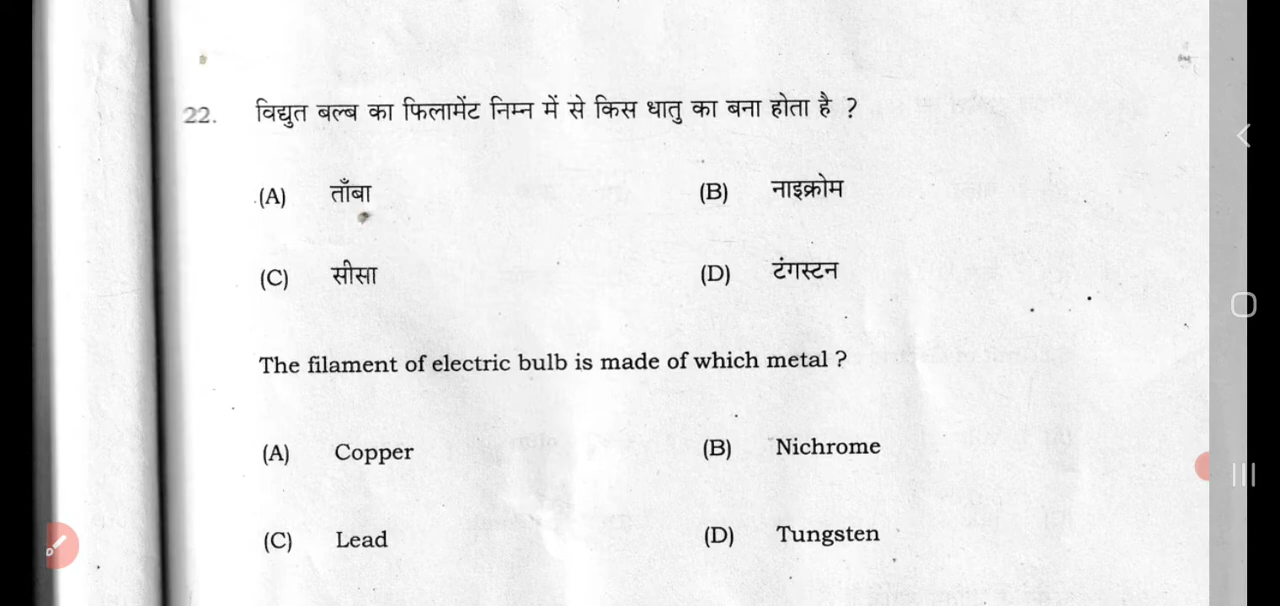 22. विद्युत बल्ब का फिलामेंट निम्न में से किस धातु का बना होता है ?
(A) ताँबा (B) नाइक्रोम
(C) सीसा (D) टंगस्टन
The filament of electric bulb is made of which metal ?
(A) Copper (B) Nichrome
(C) Lead (D) Tungsten